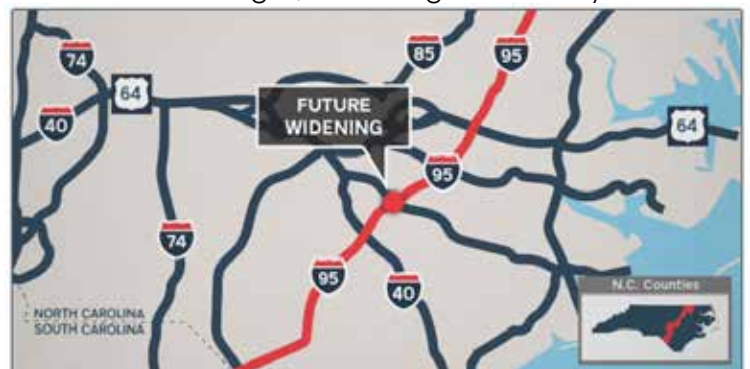 74
85
95
64
40
FUTURE
WIDENING
64
95
74
95
40
N.C. Counties
NORTH CAROLINA
SOUTH CAROLINA